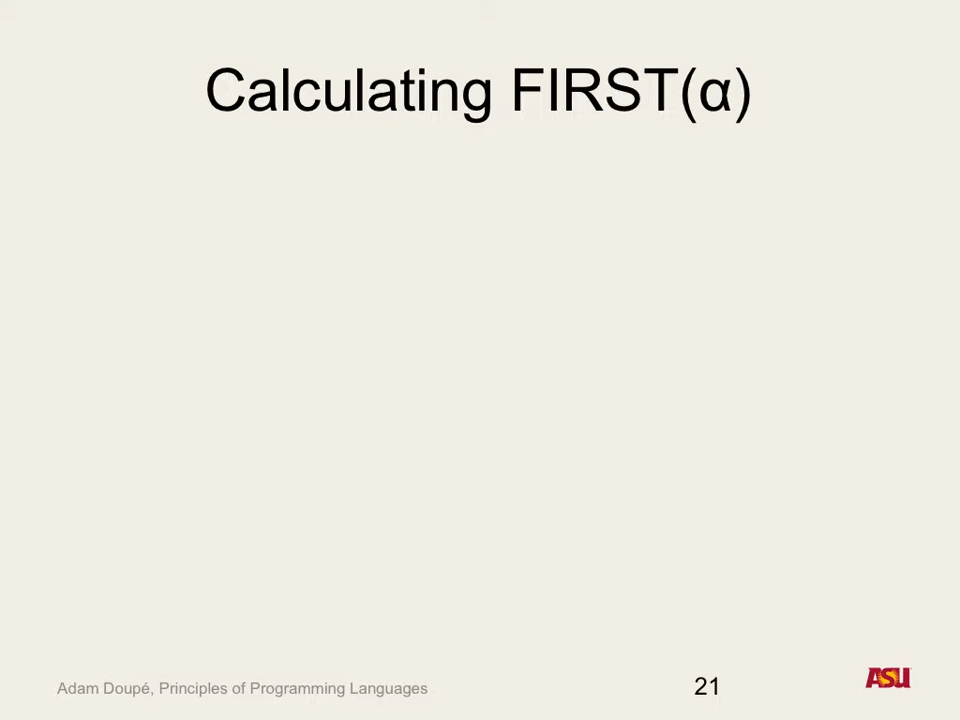 Calculating FIRST(α)
Adam Doupé, Principles of Programming Languages
21
ASU